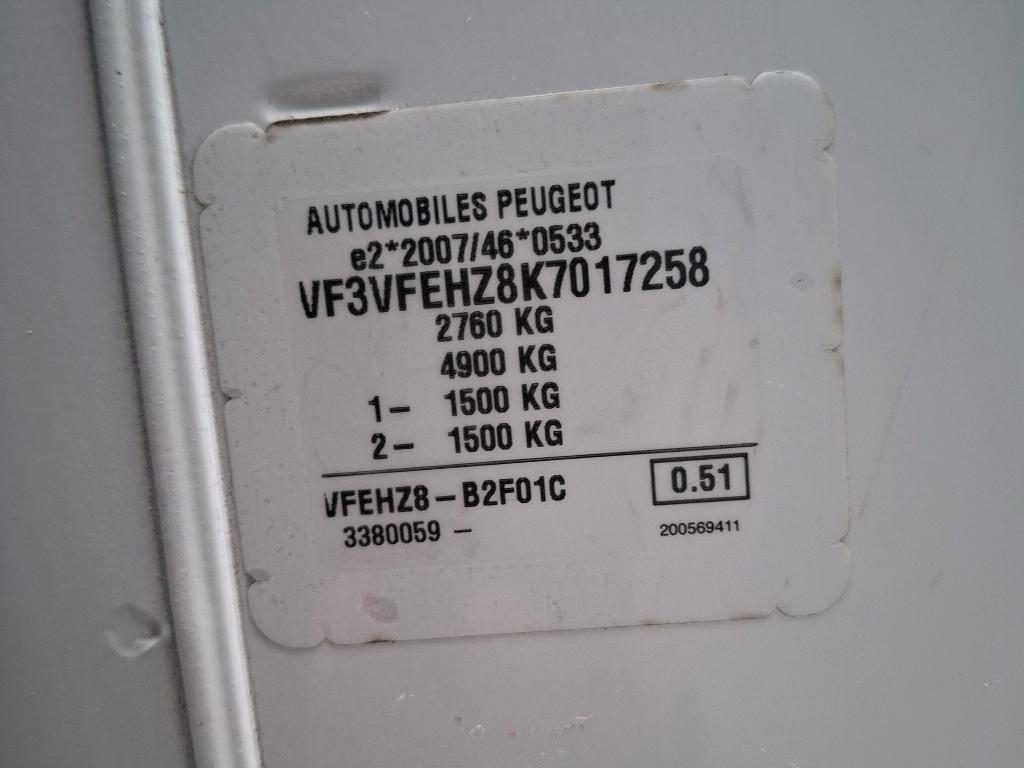 AUTOMOBILES PEUGEOT
e2*2007/46*0533
VF3VFEHZ8K7017258
2760 KG
4900 KG
1- 1500 KG
2- 1500 KG
VFEHZ8-B2F01C
0.51
3380059 -
200569411